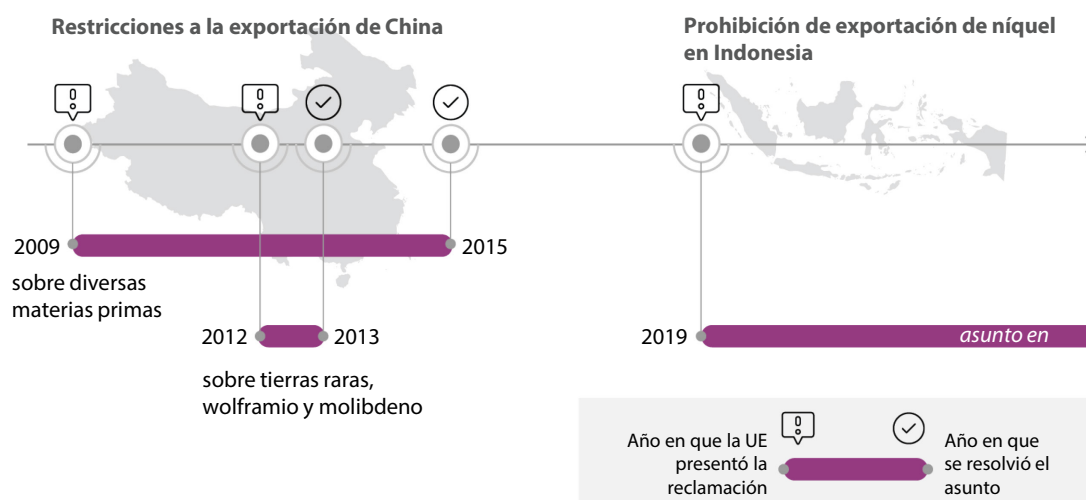 Restricciones a la exportación de China
2009
2015
sobre diversas
materias primas
2012
2013
sobre tierras raras,
wolframio y molibdeno
Prohibición de exportación de níquel
en Indonesia
2019
asunto en
Año en que la UE
presentó la
reclamación
Año en que
se resolvió el
asunto